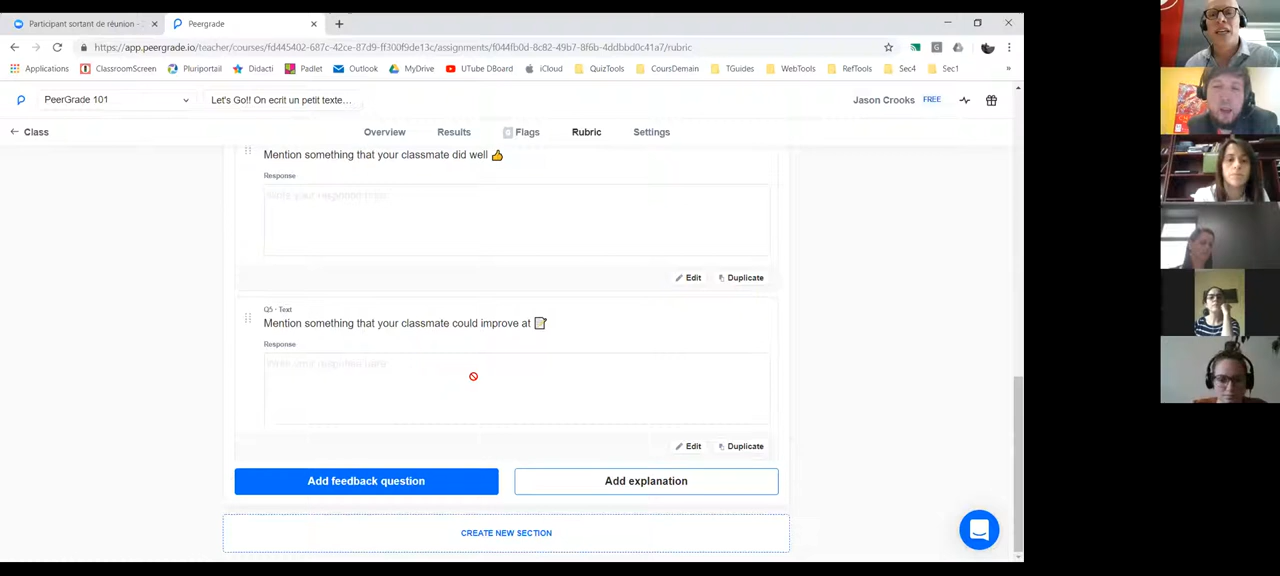 Participant sortant de réunion -
Peergrade
https://app.peergrade.io/teacher/courses/fd445402-687c-42ce-87d9-ff300f9de13c/assignments/f044fb0d-8c82-49b7-8f6b-4ddbbd0c41a7/rubric
Applications ClassroomScreen Pluriportail Didacti Padlet Outlook MyDrive UTube DBoard iCloud QuizTools CoursDemain TGuides WebTools RefTools Sec4 Sec1 »
PeerGrade 101
Let's Go!! On ecrit un petit texte...
Jason Crooks FREE
Class
Overview Results 0 Flags Rubric Settings
Mention something that your classmate did well
Response
Edit Duplicate
Q5 - Text
Mention something that your classmate could improve at
Response
Edit Duplicate
Add feedback question Add explanation
CREATE NEW SECTION